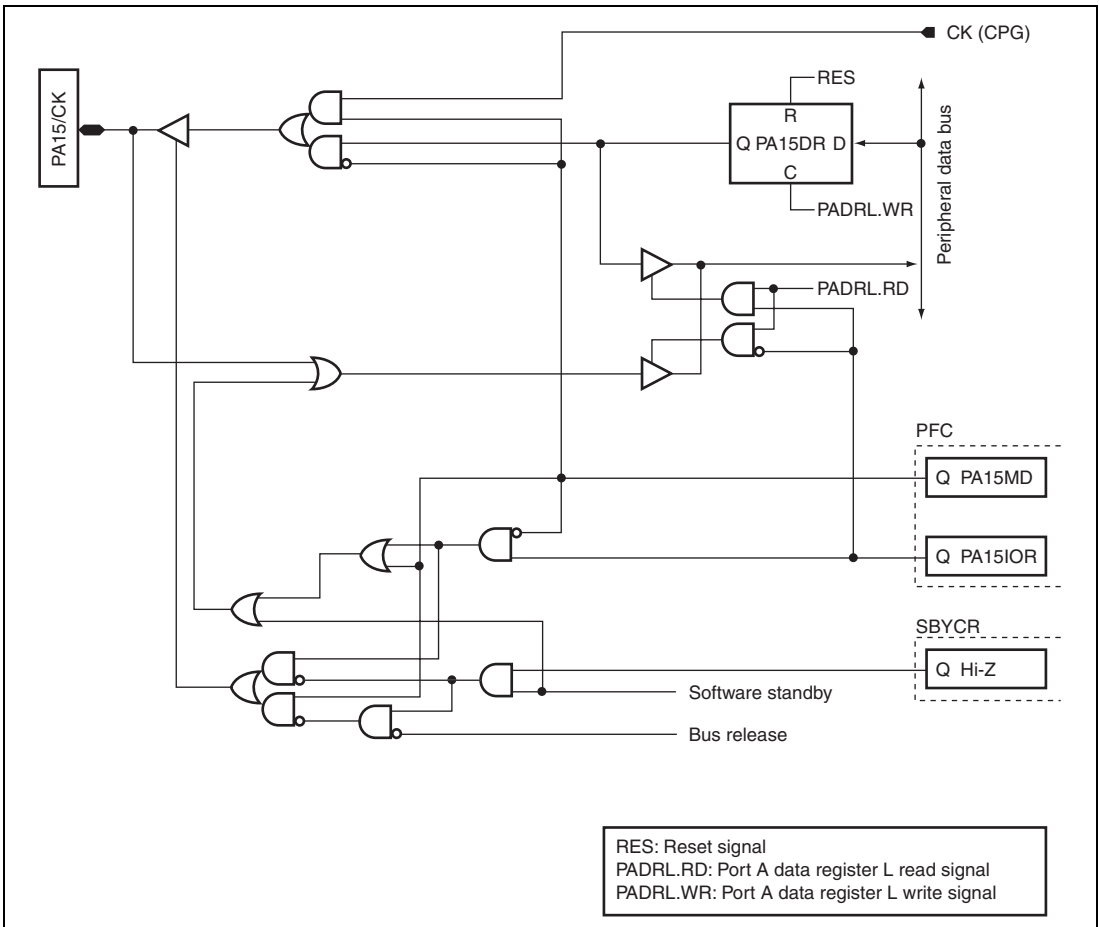 CK (CPG)
PA15/CK
RES
R
Q PA15DR D
C
PADRL.WR
Peripheral data bus
PADRL.RD
PFC
Q PA15MD
Q PA15IOR
SBYCR
Q Hi-Z
Software standby
Bus release
RES: Reset signal
PADRL.RD: Port A data register L read signal
PADRL.WR: Port A data register L write signal